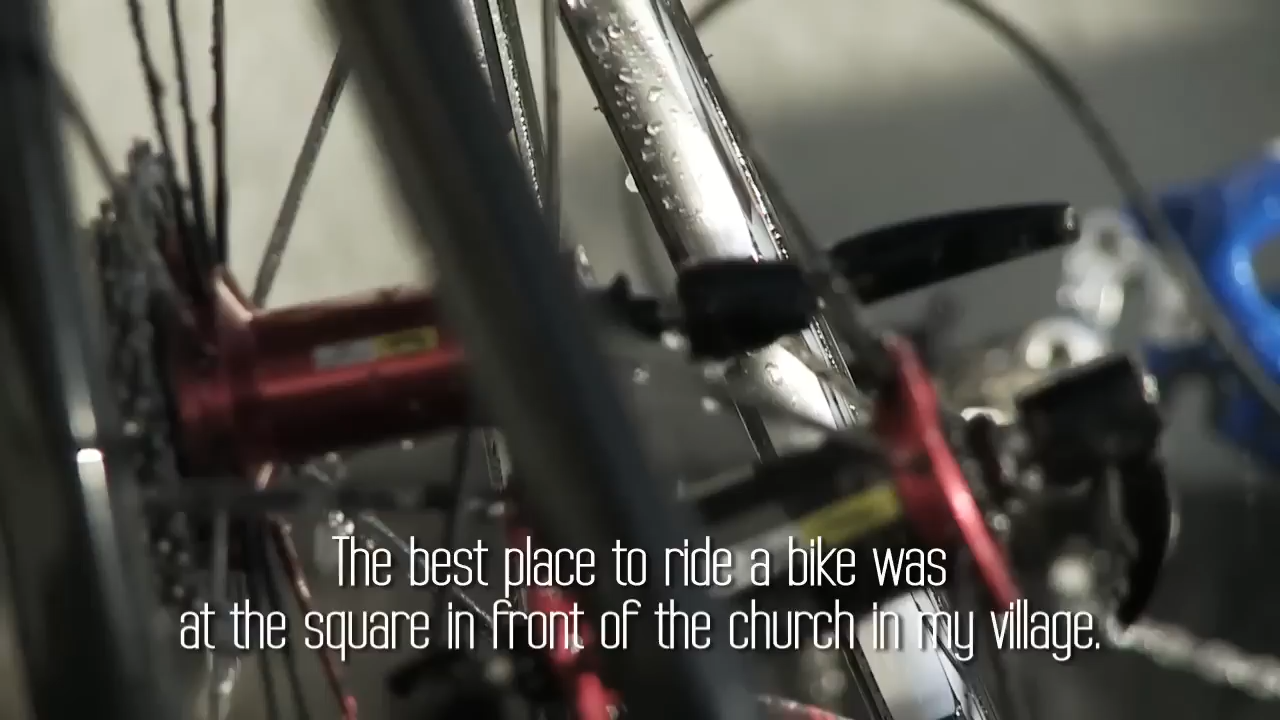 The best place to ride a bike was
at the square in front of the church in my village.